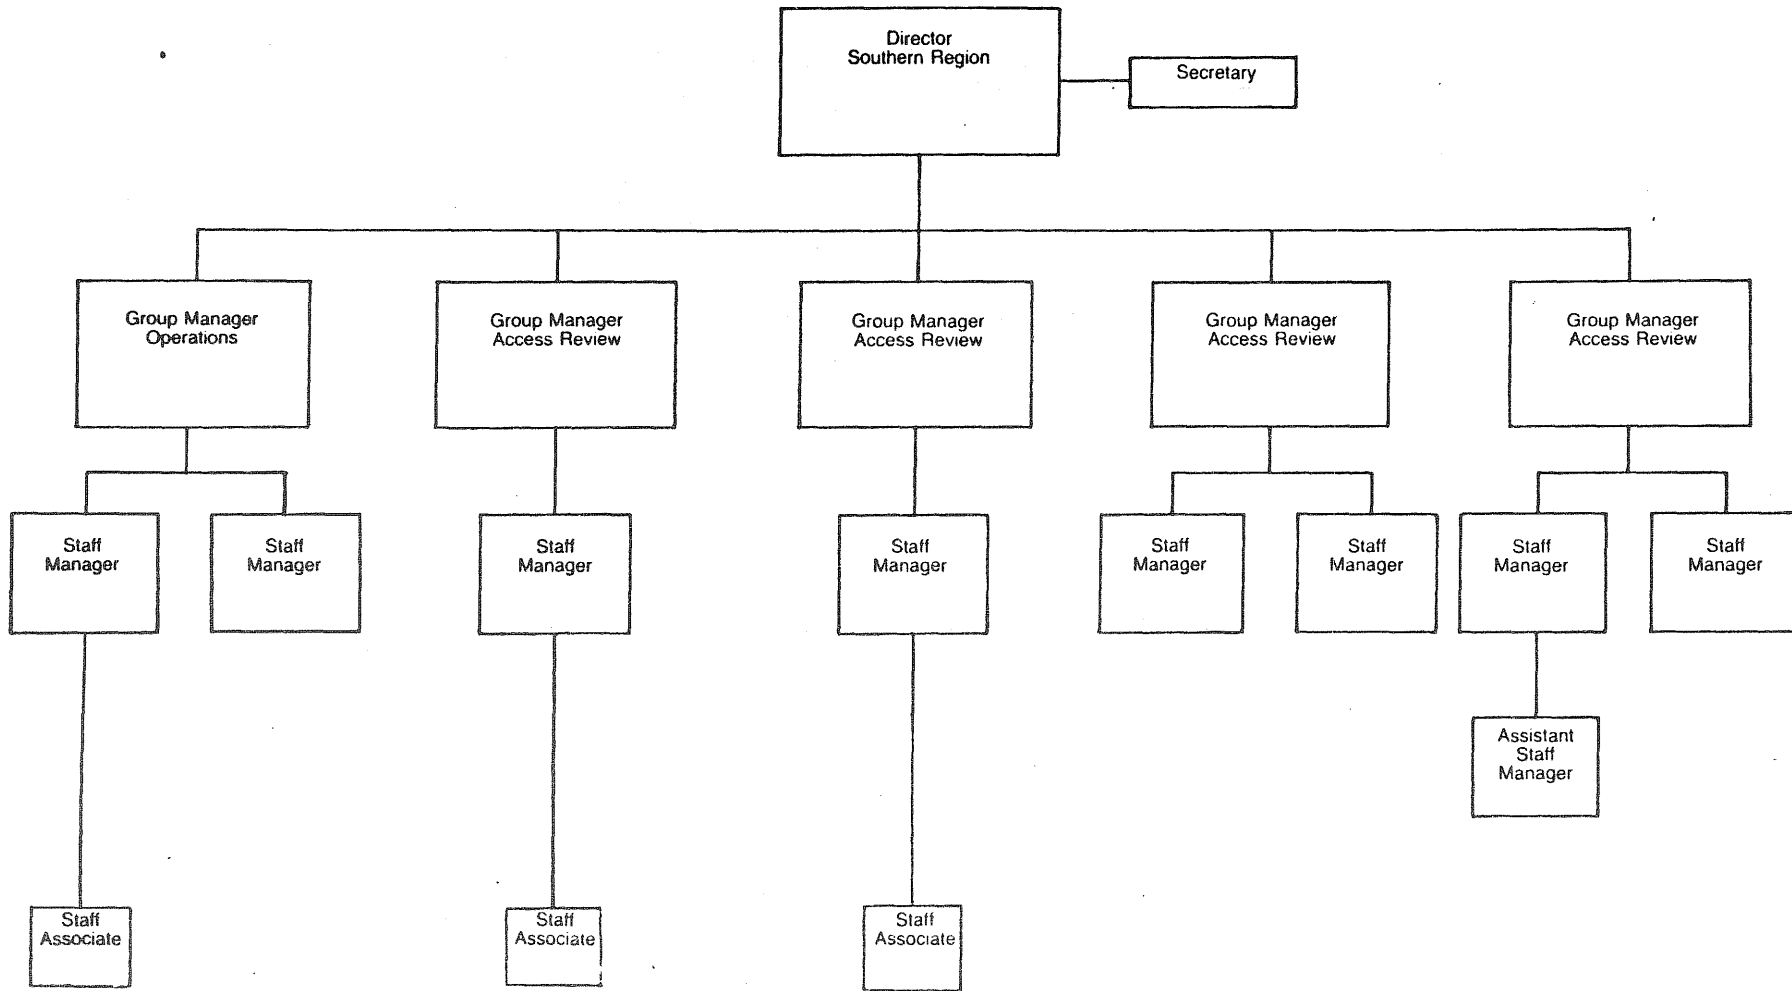 Director
Southern Region
Secretary
Group Manager
Operations
Group Manager
Access Review
Group Manager
Access Review
Group Manager
Access Review
Group Manager
Access Review
Staff
Manager
Staff
Manager
Staff
Manager
Staff
Manager
Staff
Manager
Staff
Manager
Staff
Manager
Staff
Manager
Assistant
Staff
Manager
Staff
Associate
Staff
Associate
Staff
Associate